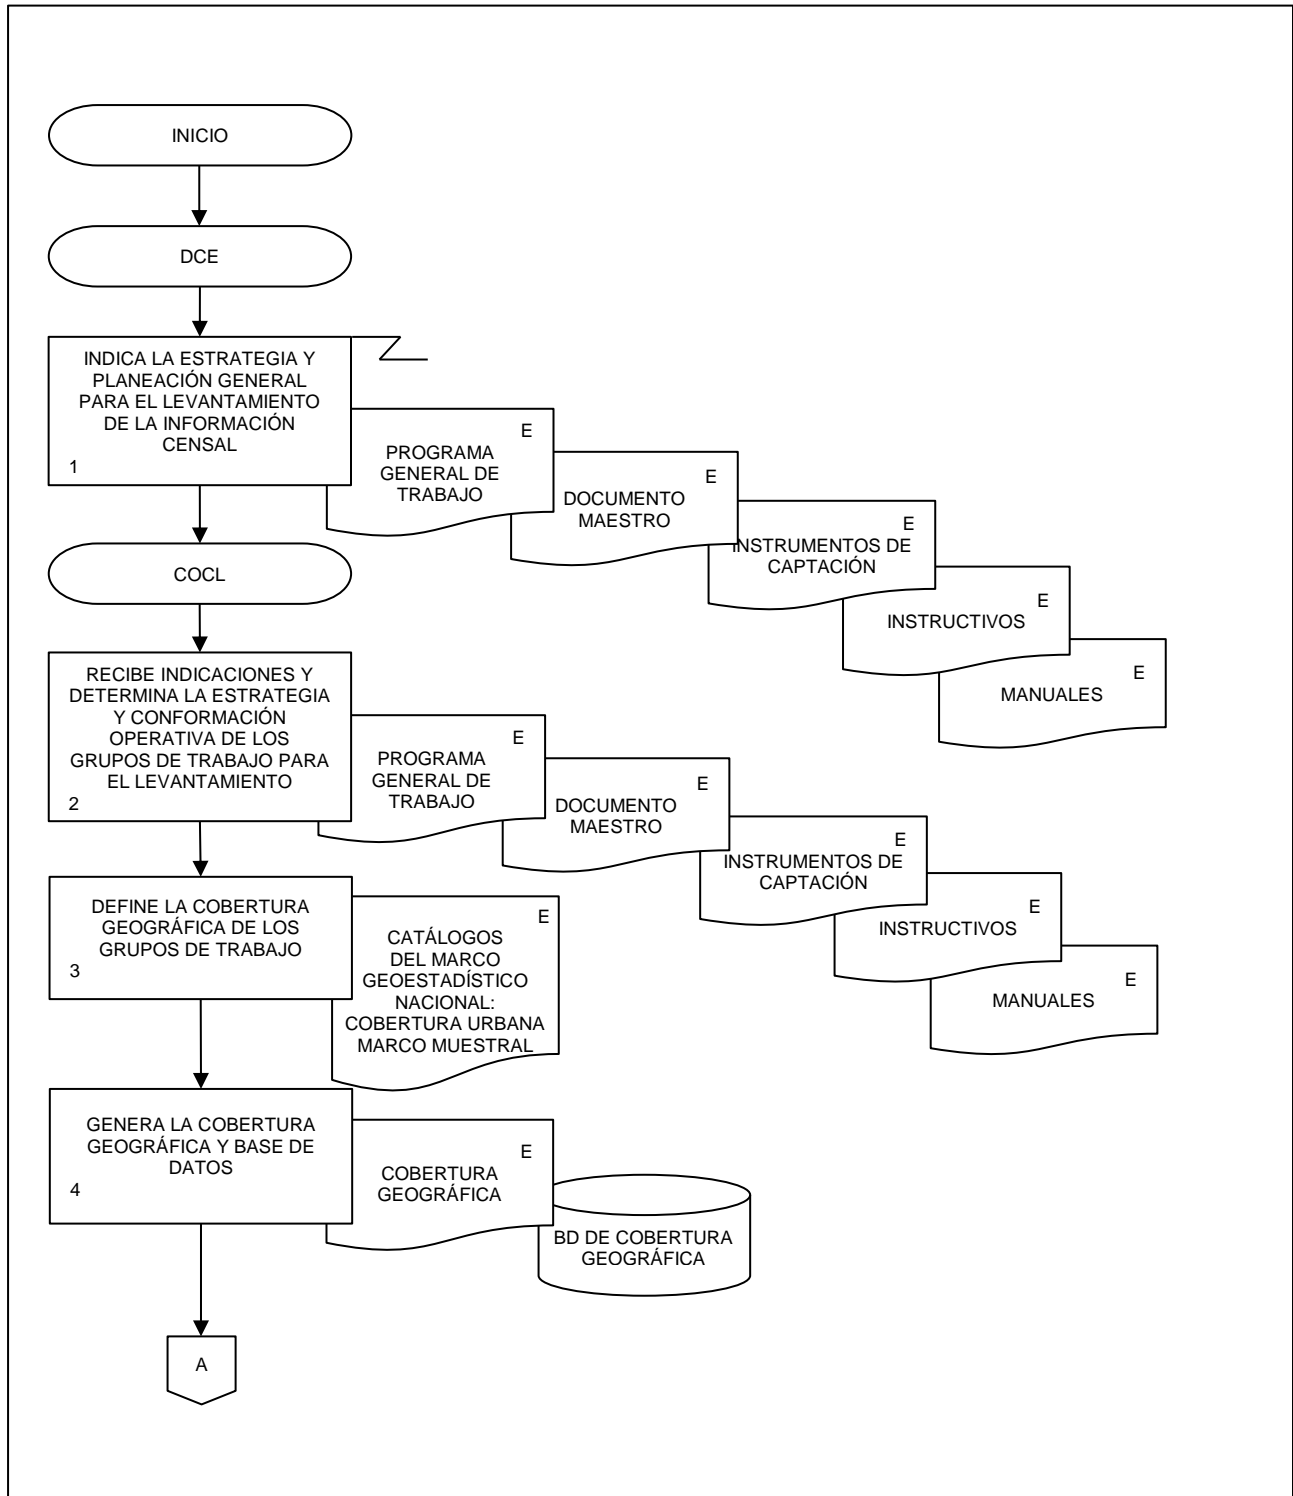 INICIO
DCE
INDICA LA ESTRATEGIA Y
PLANEACIÓN GENERAL
PARA EL LEVANTAMIENTO
DE LA INFORMACIÓN
CENSAL
1
E
PROGRAMA
GENERAL DE
TRABAJO
E
DOCUMENTO
MAESTRO
E
INSTRUMENTOS DE
CAPTACIÓN
E
INSTRUCTIVOS
E
MANUALES
COCL
RECIBE INDICACIONES Y
DETERMINA LA ESTRATEGIA
Y CONFORMACIÓN
OPERATIVA DE LOS
GRUPOS DE TRABAJO PARA
EL LEVANTAMIENTO
2
E
PROGRAMA
GENERAL DE
TRABAJO
E
DOCUMENTO
MAESTRO
E
INSTRUMENTOS DE
CAPTACIÓN
E
INSTRUCTIVOS
E
MANUALES
DEFINE LA COBERTURA
GEOGRÁFICA DE LOS
GRUPOS DE TRABAJO
3
E
CATÁLOGOS
DEL MARCO
GEOESTADÍSTICO
NACIONAL:
COBERTURA URBANA
MARCO MUESTRAL
GENERA LA COBERTURA
GEOGRÁFICA Y BASE DE
DATOS
4
E
COBERTURA
GEOGRÁFICA
BD DE COBERTURA
GEOGRÁFICA
A